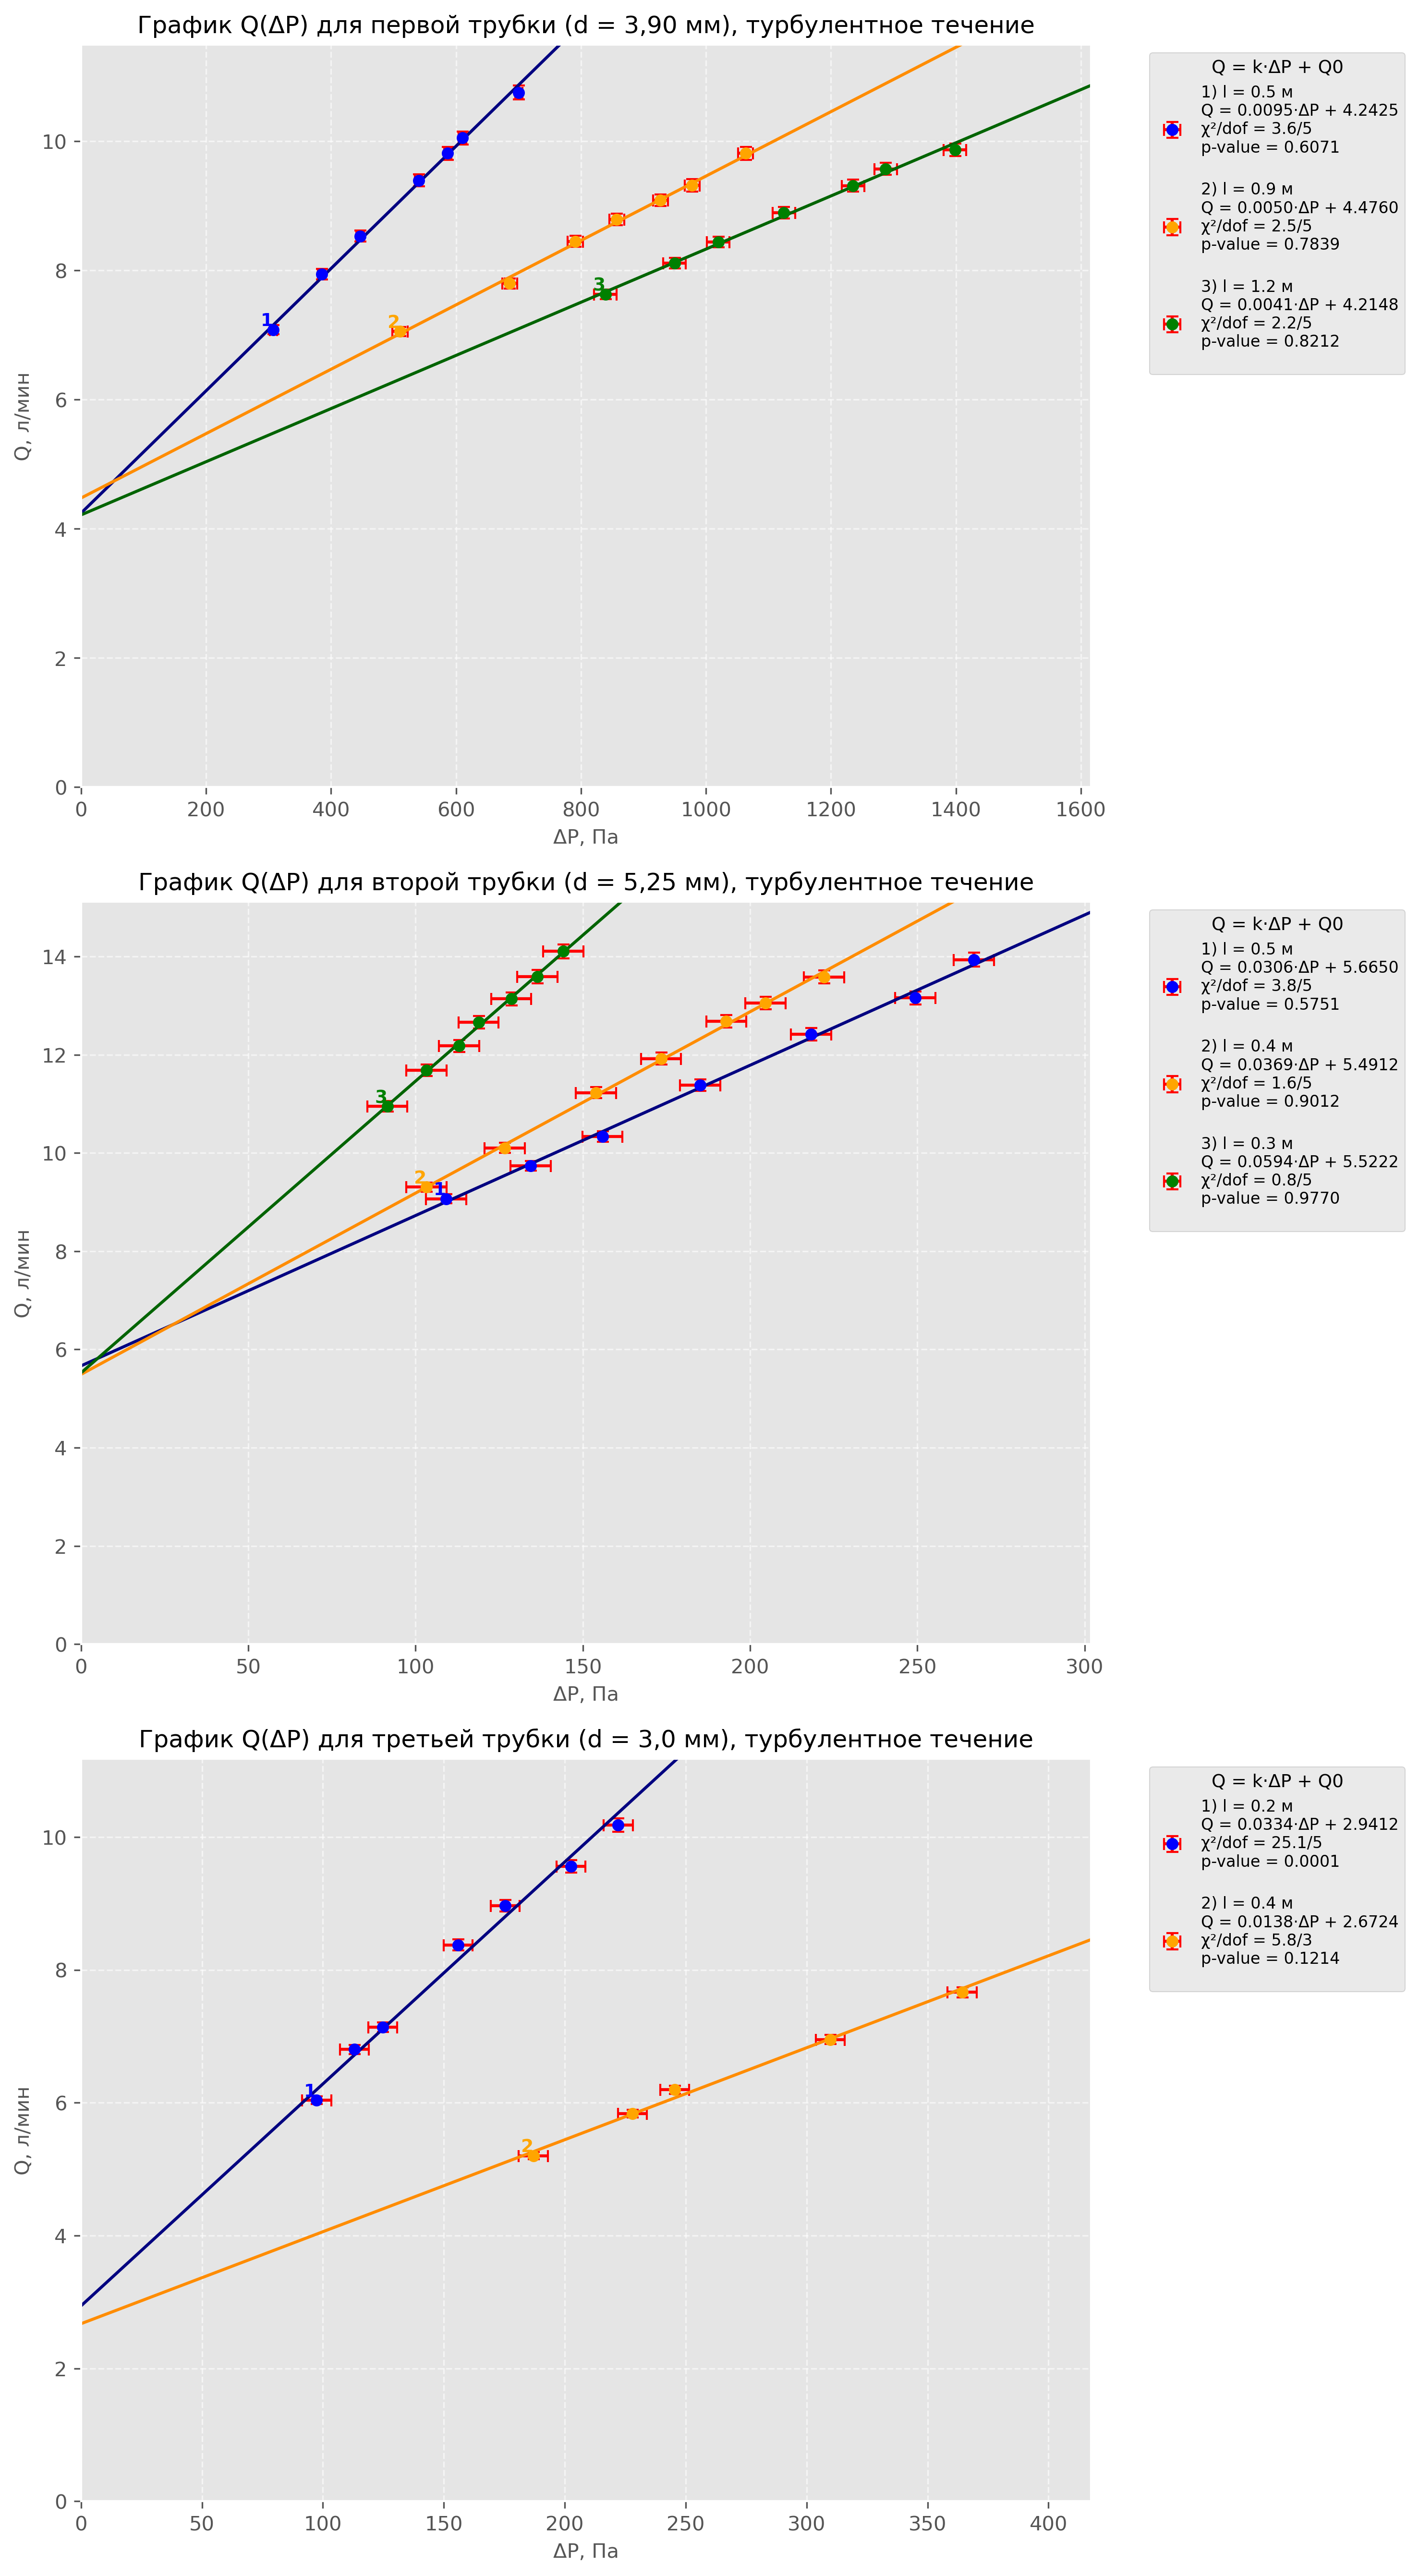 График Q(ΔP) для первой трубки (d = 3,90 мм), турбулентное течение
Q = k·ΔP + Q0
1) l = 0.5 м
Q = 0.0095·ΔP + 4.2425
χ²/dof = 3.6/5
p-value = 0.6071
2) l = 0.9 м
Q = 0.0050·ΔP + 4.4760
χ²/dof = 2.5/5
p-value = 0.7839
3) l = 1.2 м
Q = 0.0041·ΔP + 4.2148
χ²/dof = 2.2/5
p-value = 0.8212
10
8
6
4
2
0
Q, л/мин
1
2
3
0 200 400 600 800 1000 1200 1400 1600
ΔP, Па
График Q(ΔP) для второй трубки (d = 5,25 мм), турбулентное течение
Q = k·ΔP + Q0
1) l = 0.5 м
Q = 0.0306·ΔP + 5.6650
χ²/dof = 3.8/5
p-value = 0.5751
2) l = 0.4 м
Q = 0.0369·ΔP + 5.4912
χ²/dof = 1.6/5
p-value = 0.9012
3) l = 0.3 м
Q = 0.0594·ΔP + 5.5222
χ²/dof = 0.8/5
p-value = 0.9770
14
12
10
8
6
4
2
0
Q, л/мин
3
2
1
0 50 100 150 200 250 300
ΔP, Па
График Q(ΔP) для третьей трубки (d = 3,0 мм), турбулентное течение
Q = k·ΔP + Q0
1) l = 0.2 м
Q = 0.0334·ΔP + 2.9412
χ²/dof = 25.1/5
p-value = 0.0001
2) l = 0.4 м
Q = 0.0138·ΔP + 2.6724
χ²/dof = 5.8/3
p-value = 0.1214
10
8
6
4
2
0
Q, л/мин
1
2
0 50 100 150 200 250 300 350 400
ΔP, Па